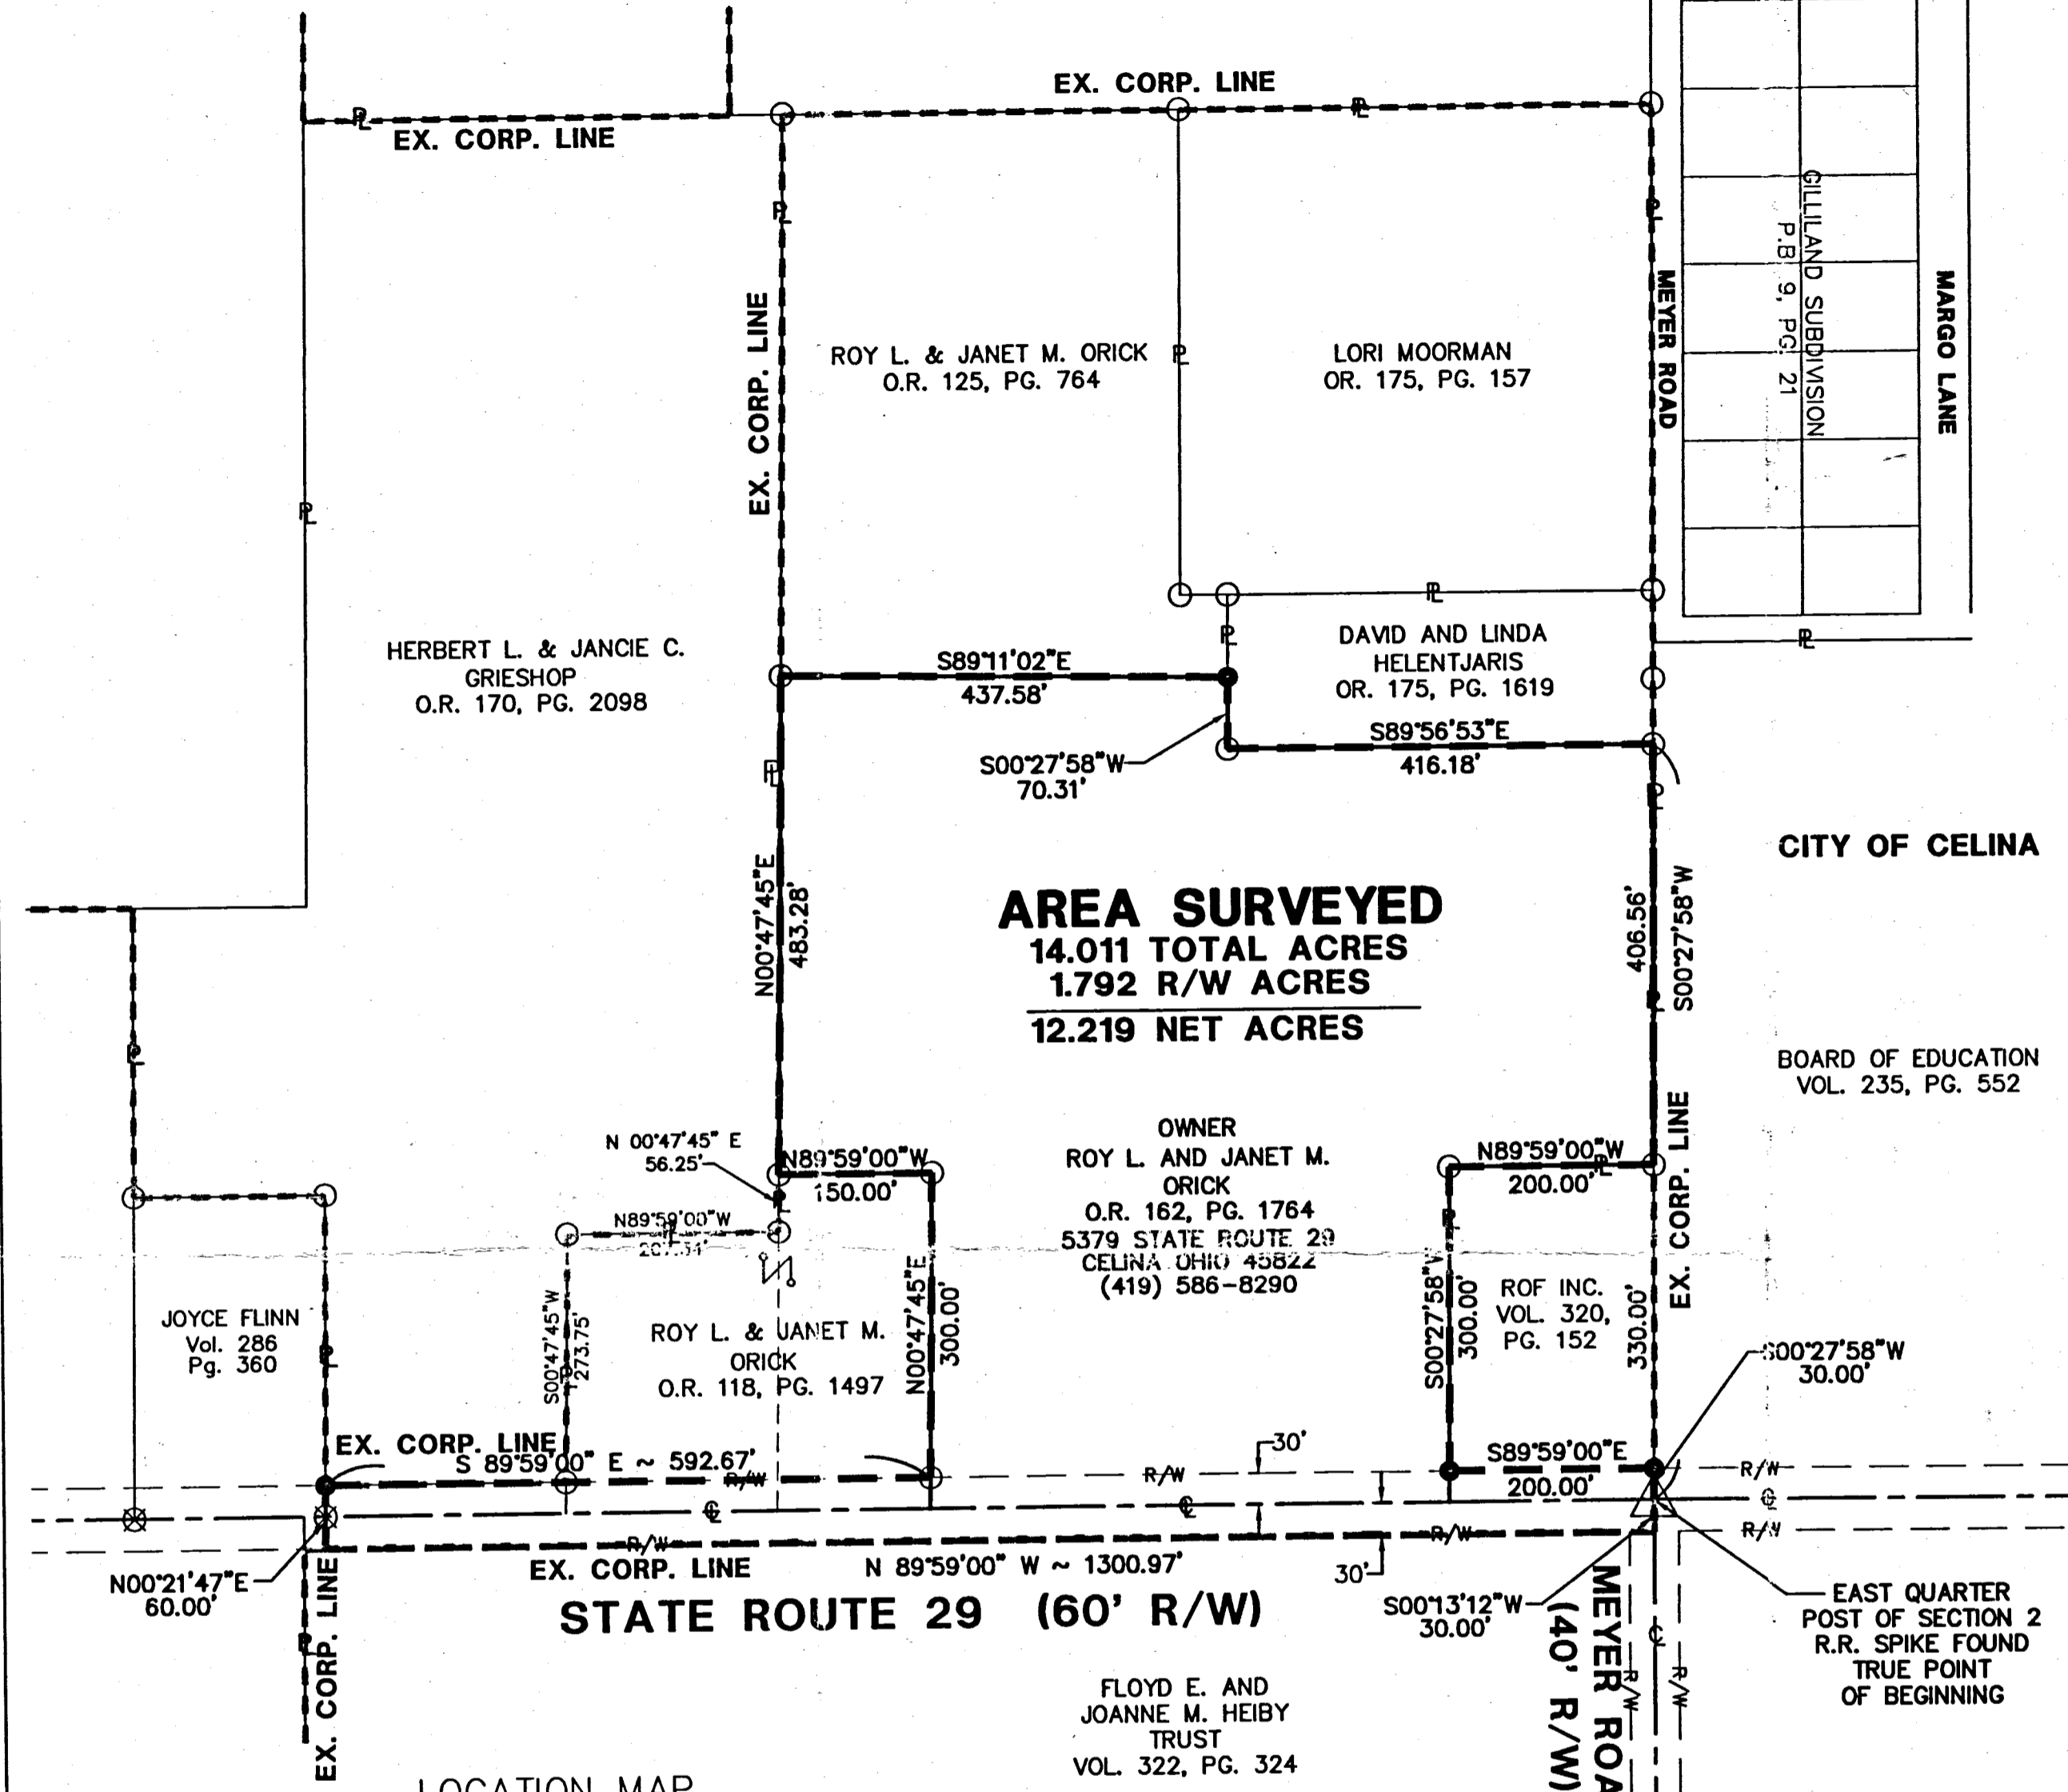 EX. CORP. LINE
EX. CORP. LINE
EX. CORP. LINE
ROY L. & JANET M. ORICK
O.R. 125, PG. 764
LORI MOORMAN
OR. 175, PG. 157
MEYER ROAD
GILLILAND SUBDIVISION
P.B. 9, PG. 21
MARGO LANE
HERBERT L. & JANCIE C.
GRIESHOP
O.R. 170, PG. 2098
S89°11'02"E
437.58'
DAVID AND LINDA
HELENTJARIS
OR. 175, PG. 1619
S00°27'58"W
70.31'
S89°56'53"E
416.18'
CITY OF CELINA
N00°47'45"E
483.28'
AREA SURVEYED
14.011 TOTAL ACRES
1.792 R/W ACRES
12.219 NET ACRES
406.56'
S00°27'58"W
BOARD OF EDUCATION
VOL. 235, PG. 552
EX. CORP. LINE
N 00°47'45" E
56.25'
N89°59'00"W
150.00'
OWNER
ROY L. AND JANET M.
ORICK
O.R. 162, PG. 1764
5379 STATE ROUTE 29
CELINA OHIO 45822
(419) 586-8290
N89°59'00"W
200.00'
N89°59'00"W
S00°47'45"W
273.75'
ROY L. & JANET M.
ORICK
O.R. 118, PG. 1497
N00°47'45"E
300.00'
S00°27'58"W
300.00'
ROF INC.
VOL. 320,
PG. 152
330.00'
S00°27'58"W
30.00'
JOYCE FLINN
Vol. 286
Pg. 360
EX. CORP. LINE
S 89°59'00" E ~ 592.67'
R/W
30'
R/W
S89°59'00"E
200.00'
R/W
R/W
R/W
R/W
EX. CORP. LINE
N 89°59'00" W ~ 1300.97'
30'
N00°21'47"E
60.00'
EX. CORP. LINE
STATE ROUTE 29 (60' R/W)
S00°13'12"W
30.00'
MEYER ROA
(40' R/W)
R/W
R/W
EAST QUARTER
POST OF SECTION 2
R.R. SPIKE FOUND
TRUE POINT
OF BEGINNING
FLOYD E. AND
JOANNE M. HEIBY
TRUST
VOL. 322, PG. 324
LOCATION MAP